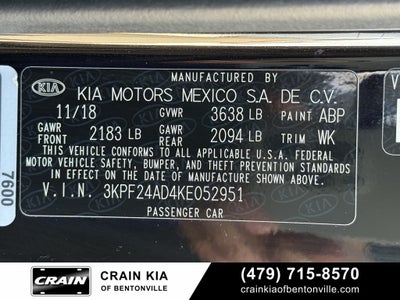 MANUFACTURED BY
KIA KIA MOTORS MEXICO S.A. DE C.V.
11/18 GVWR 3638 LB PAINT ABP
GAWR FRONT 2183 LB GAWR REAR 2094 LB TRIM WK
THIS VEHICLE CONFORMS TO ALL APPLICABLE U.S.A. FEDERAL
MOTOR VEHICLE SAFETY, BUMPER, AND THEFT PREVENTION
STANDARDS IN EFFECT ON THE DATE OF MANUFACTURE SHOWN ABOVE.
V.I.N. 3KPF24AD4KE052951
PASSENGER CAR
7600
CRAIN
CRAIN KIA
OF BENTONVILLE
(479) 715-8570
crainkiaofbentonville.com